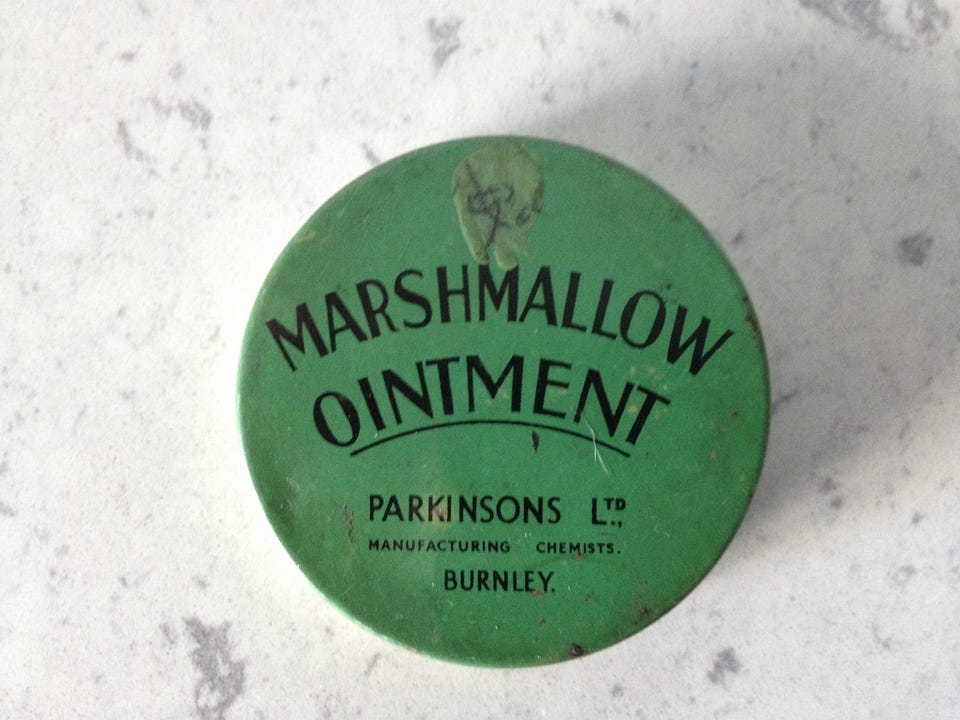 MARSHMALLOW
OINTMENT
PARKINSONS LTD.,
MANUFACTURING CHEMISTS.
BURNLEY.